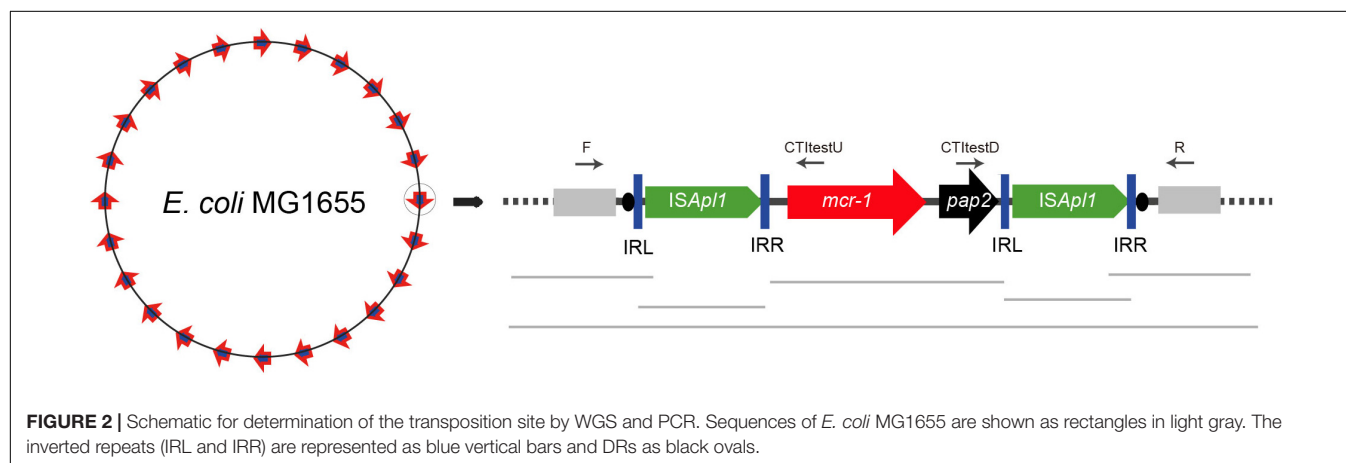 F
CTItestU
CTItestD
R
E. coli MG1655
ISApl1
mcr-1
pap2
ISApl1
IRL
IRR
IRL
IRR
FIGURE 2 | Schematic for determination of the transposition site by WGS and PCR. Sequences of E. coli MG1655 are shown as rectangles in light gray. The
inverted repeats (IRL and IRR) are represented as blue vertical bars and DRs as black ovals.